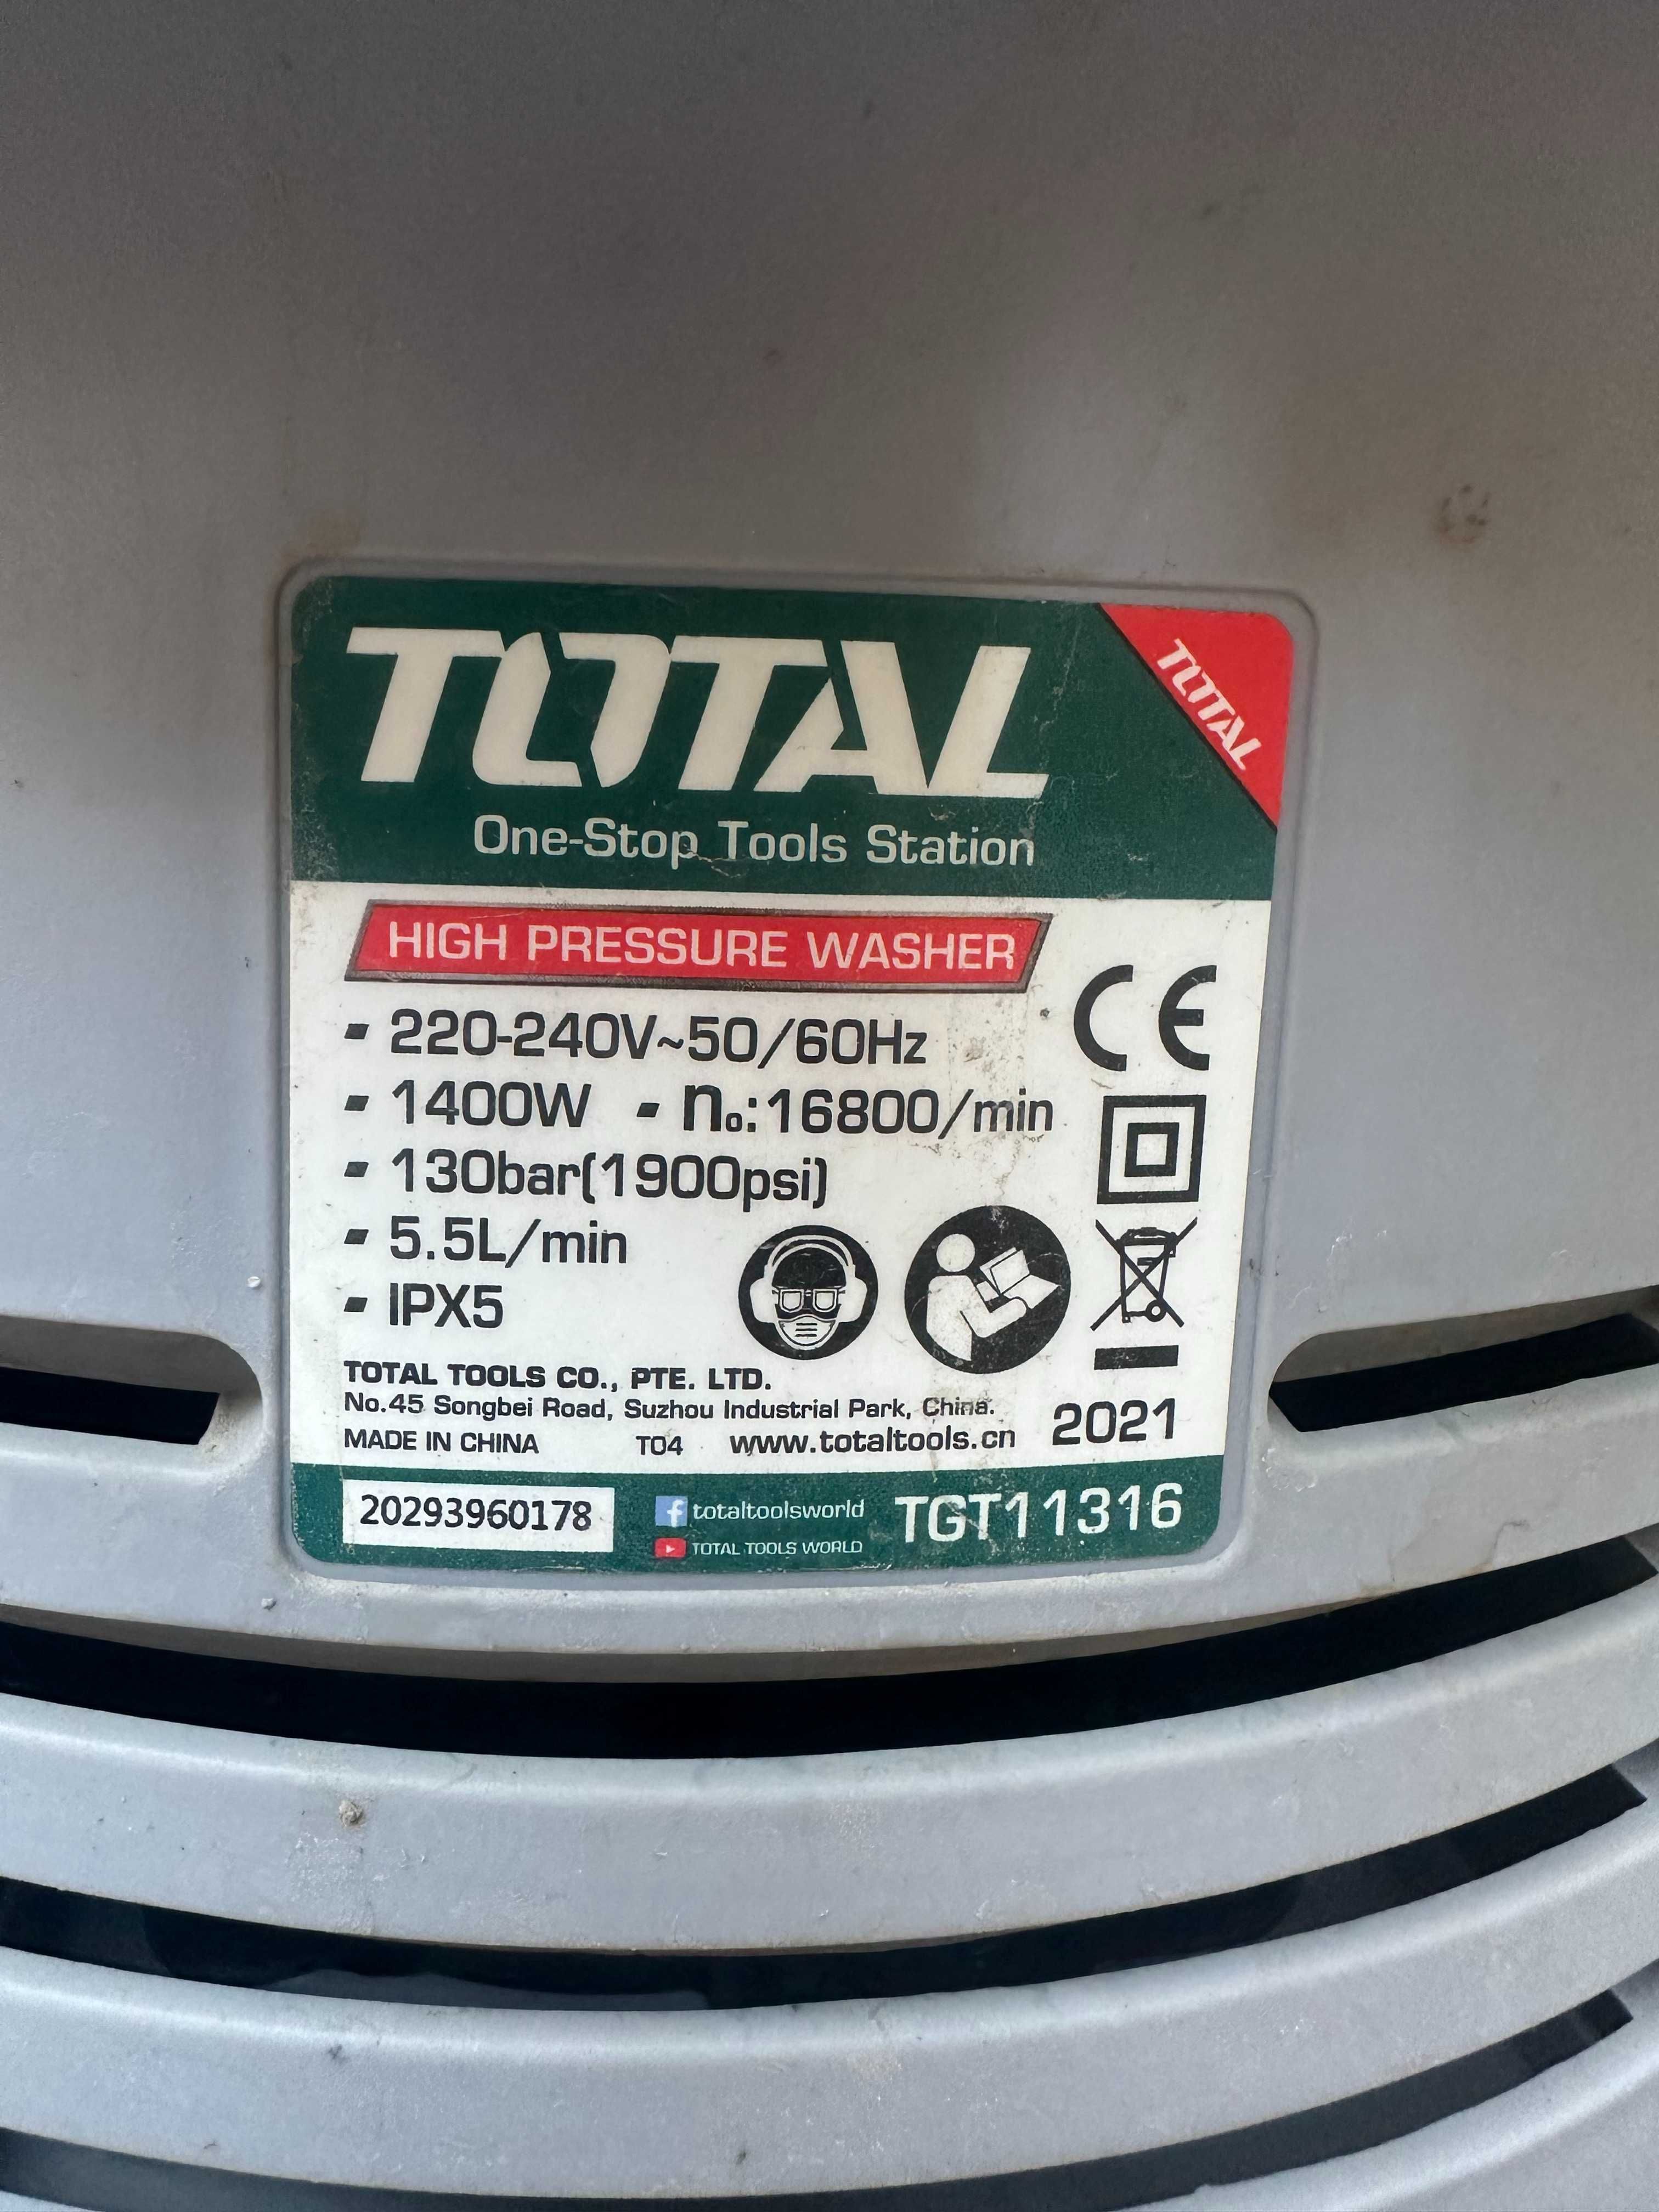 TOTAL
TOTAL
One-Stop Tools Station
HIGH PRESSURE WASHER
- 220-240V~50/60Hz
- 1400W - no:16800/min
- 130bar(1900psi)
- 5.5L/min
- IPX5
CE
TOTAL TOOLS CO., PTE. LTD.
No.45 Songbei Road, Suzhou Industrial Park, China.
MADE IN CHINA T04 www.totaltools.cn 2021
20293960178 totaltoolsworld TGT11316
TOTAL TOOLS WORLD